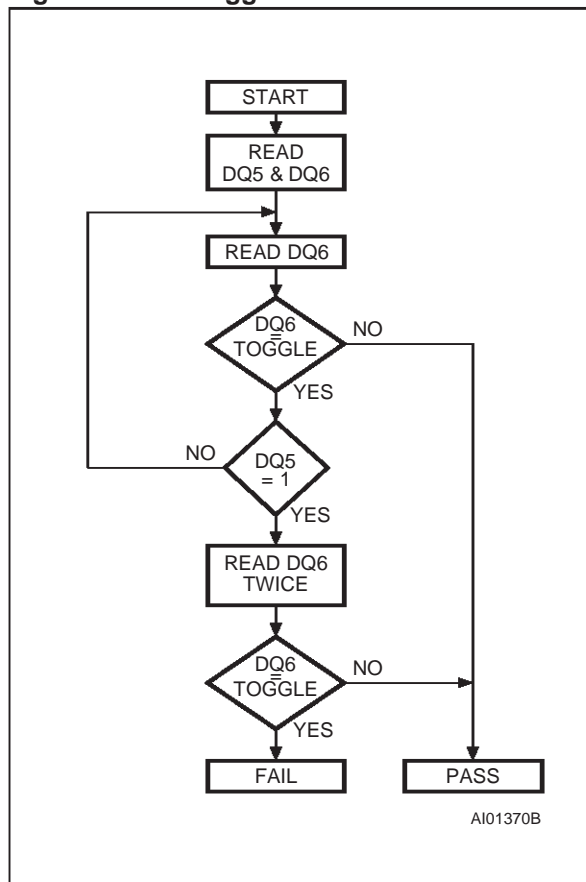 START
READ
DQ5 & DQ6
READ DQ6
DQ6
=
TOGGLE
NO
YES
NO
DQ5
= 1
YES
READ DQ6
TWICE
DQ6
=
TOGGLE
NO
YES
FAIL
PASS
AI01370B